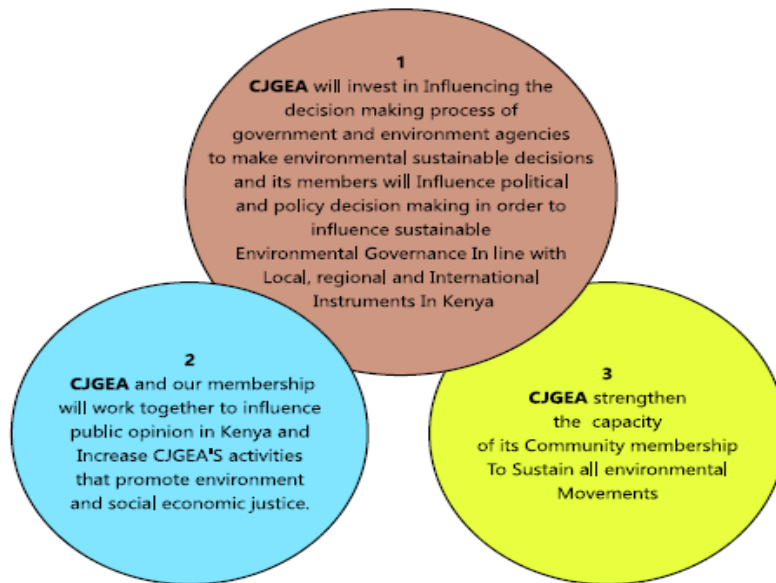 1
CJGEA will invest in Influencing the
decision making process of
government and environment agencies
to make environmental sustainable decisions
and its members will Influence political
and policy decision making in order to
influence sustainable
Environmental Governance In line with
Local, regional and International
Instruments In Kenya
2
CJGEA and our membership
will work together to influence
public opinion in Kenya and
Increase CJGEA'S activities
that promote environment
and social economic justice.
3
CJGEA strengthen
the capacity
of its Community membership
To Sustain all environmental
Movements